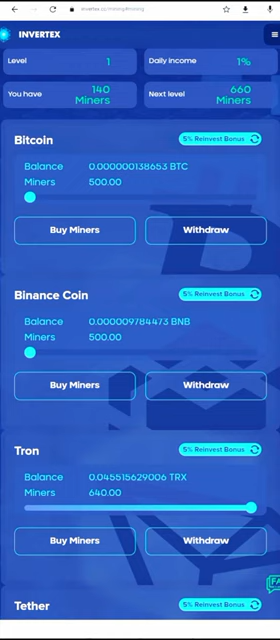 INVERTEX
Level 1 Daily Income 1%
You have 140 Miners Next level 660 Miners
Bitcoin 5% Reinvest Bonus
Balance 0.000000138653 BTC
Miners 500.00
Buy Miners Withdraw
Binance Coin 5% Reinvest Bonus
Balance 0.000009784473 BNB
Miners 500.00
Buy Miners Withdraw
Tron 5% Reinvest Bonus
Balance 0.045515629006 TRX
Miners 640.00
Buy Miners Withdraw
Tether 5% Reinvest Bonus